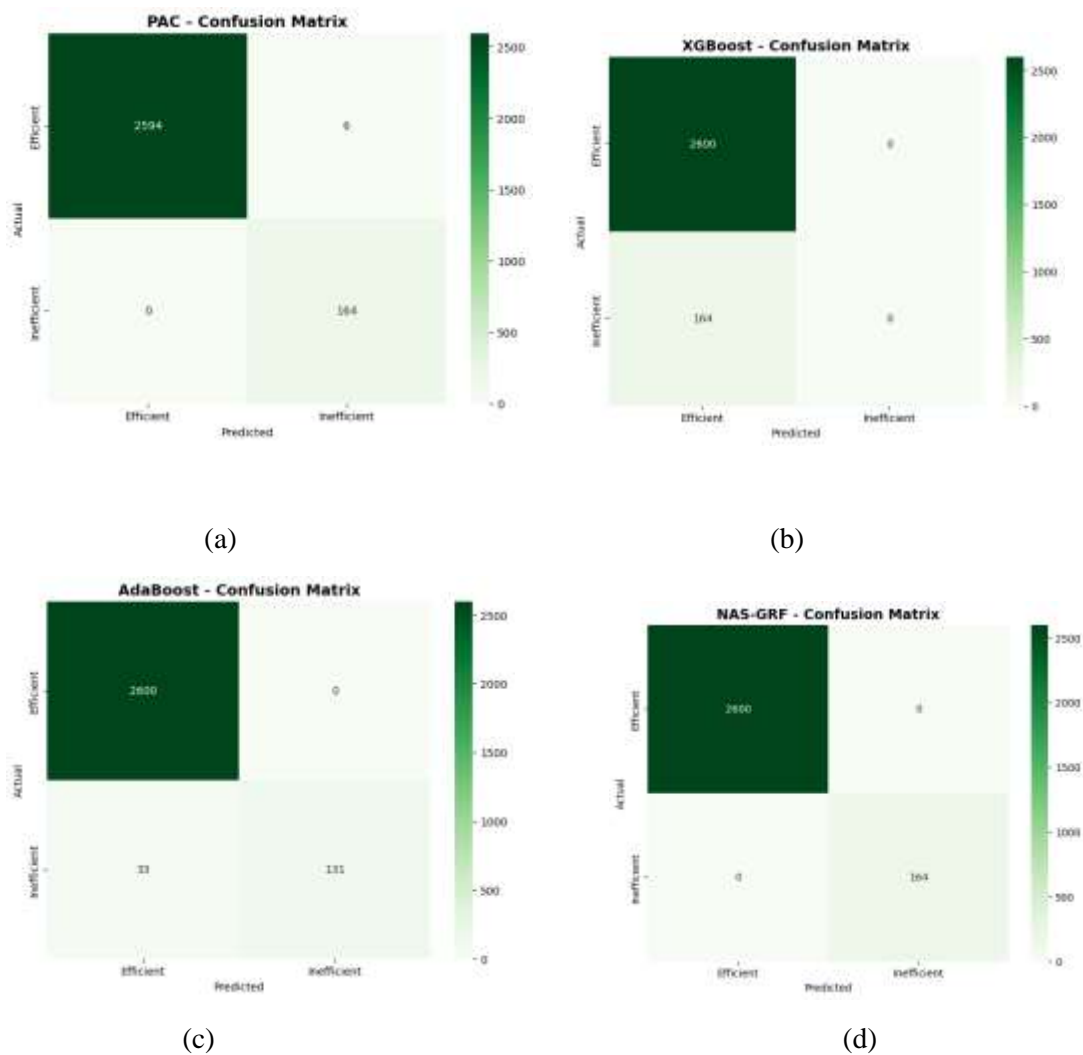 PAC - Confusion Matrix
Actual
Efficient
Inefficient
2594
6
0
164
Efficient
Inefficient
Predicted
2500
2000
1500
1000
500
0
(a)
XGBoost - Confusion Matrix
Actual
Efficient
Inefficient
2600
0
164
0
Efficient
Inefficient
Predicted
2500
2000
1500
1000
500
0
(b)
AdaBoost - Confusion Matrix
Actual
Efficient
Inefficient
2600
0
33
131
Efficient
Inefficient
Predicted
2500
2000
1500
1000
500
0
(c)
NAS-GRF - Confusion Matrix
Actual
Efficient
Inefficient
2600
0
0
164
Efficient
Inefficient
Predicted
2500
2000
1500
1000
500
0
(d)